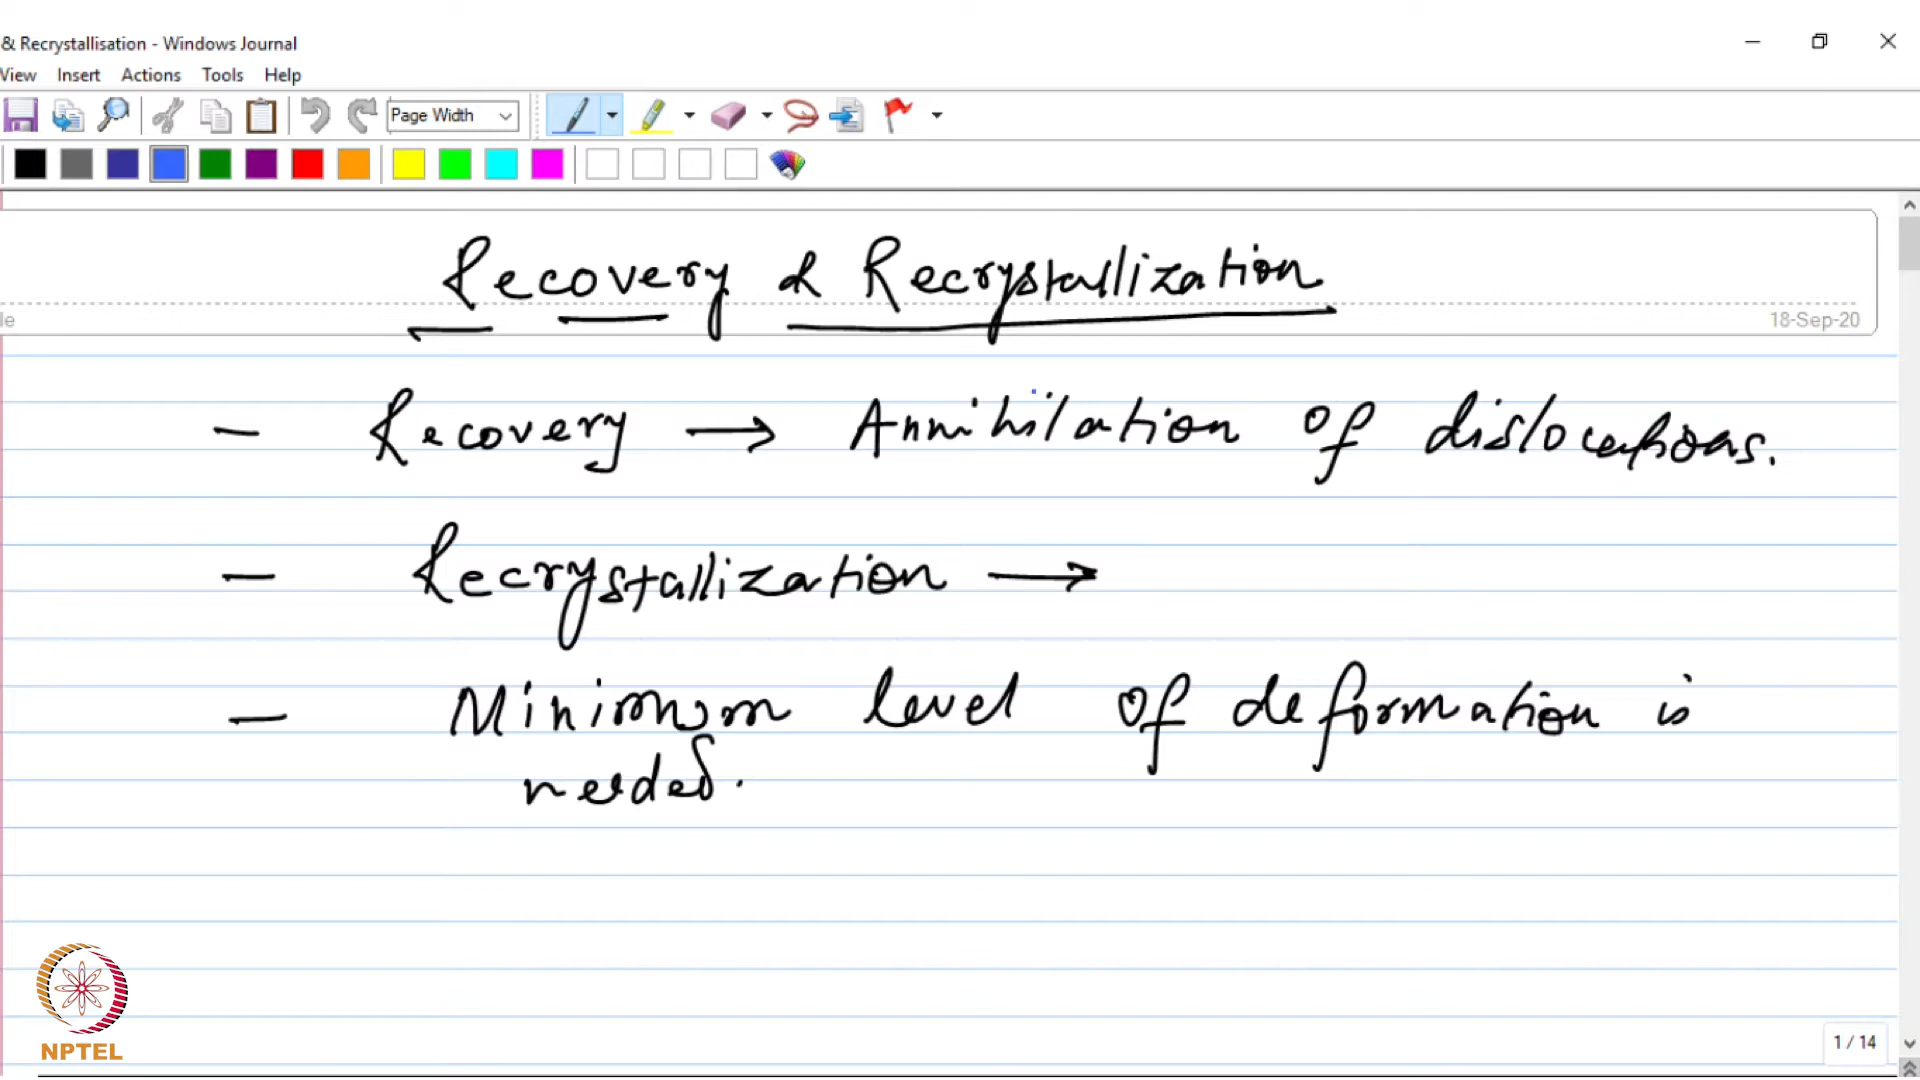 & Recrystallisation - Windows Journal
View Insert Actions Tools Help
Page Width
Recovery & Recrystallization
le
18-Sep-20
- Recovery → Annihilation of dislocations.
- Recrystallization →
- Minimum level of deformation is
needed.
NPTEL
1 / 14